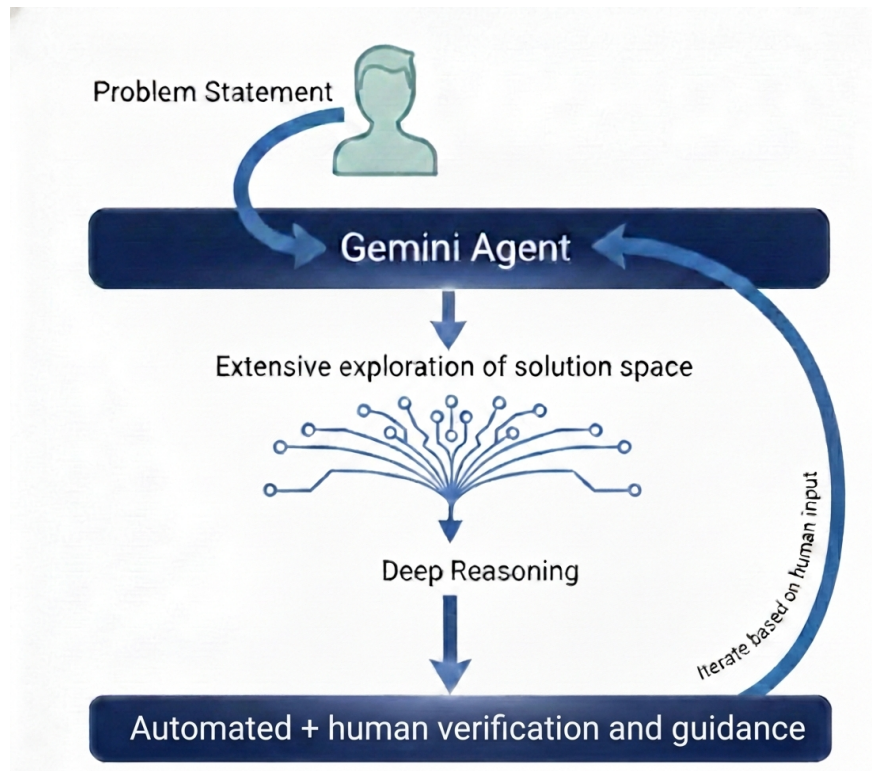 Problem Statement
Gemini Agent
Extensive exploration of solution space
Deep Reasoning
Iterate based on human input
Automated + human verification and guidance